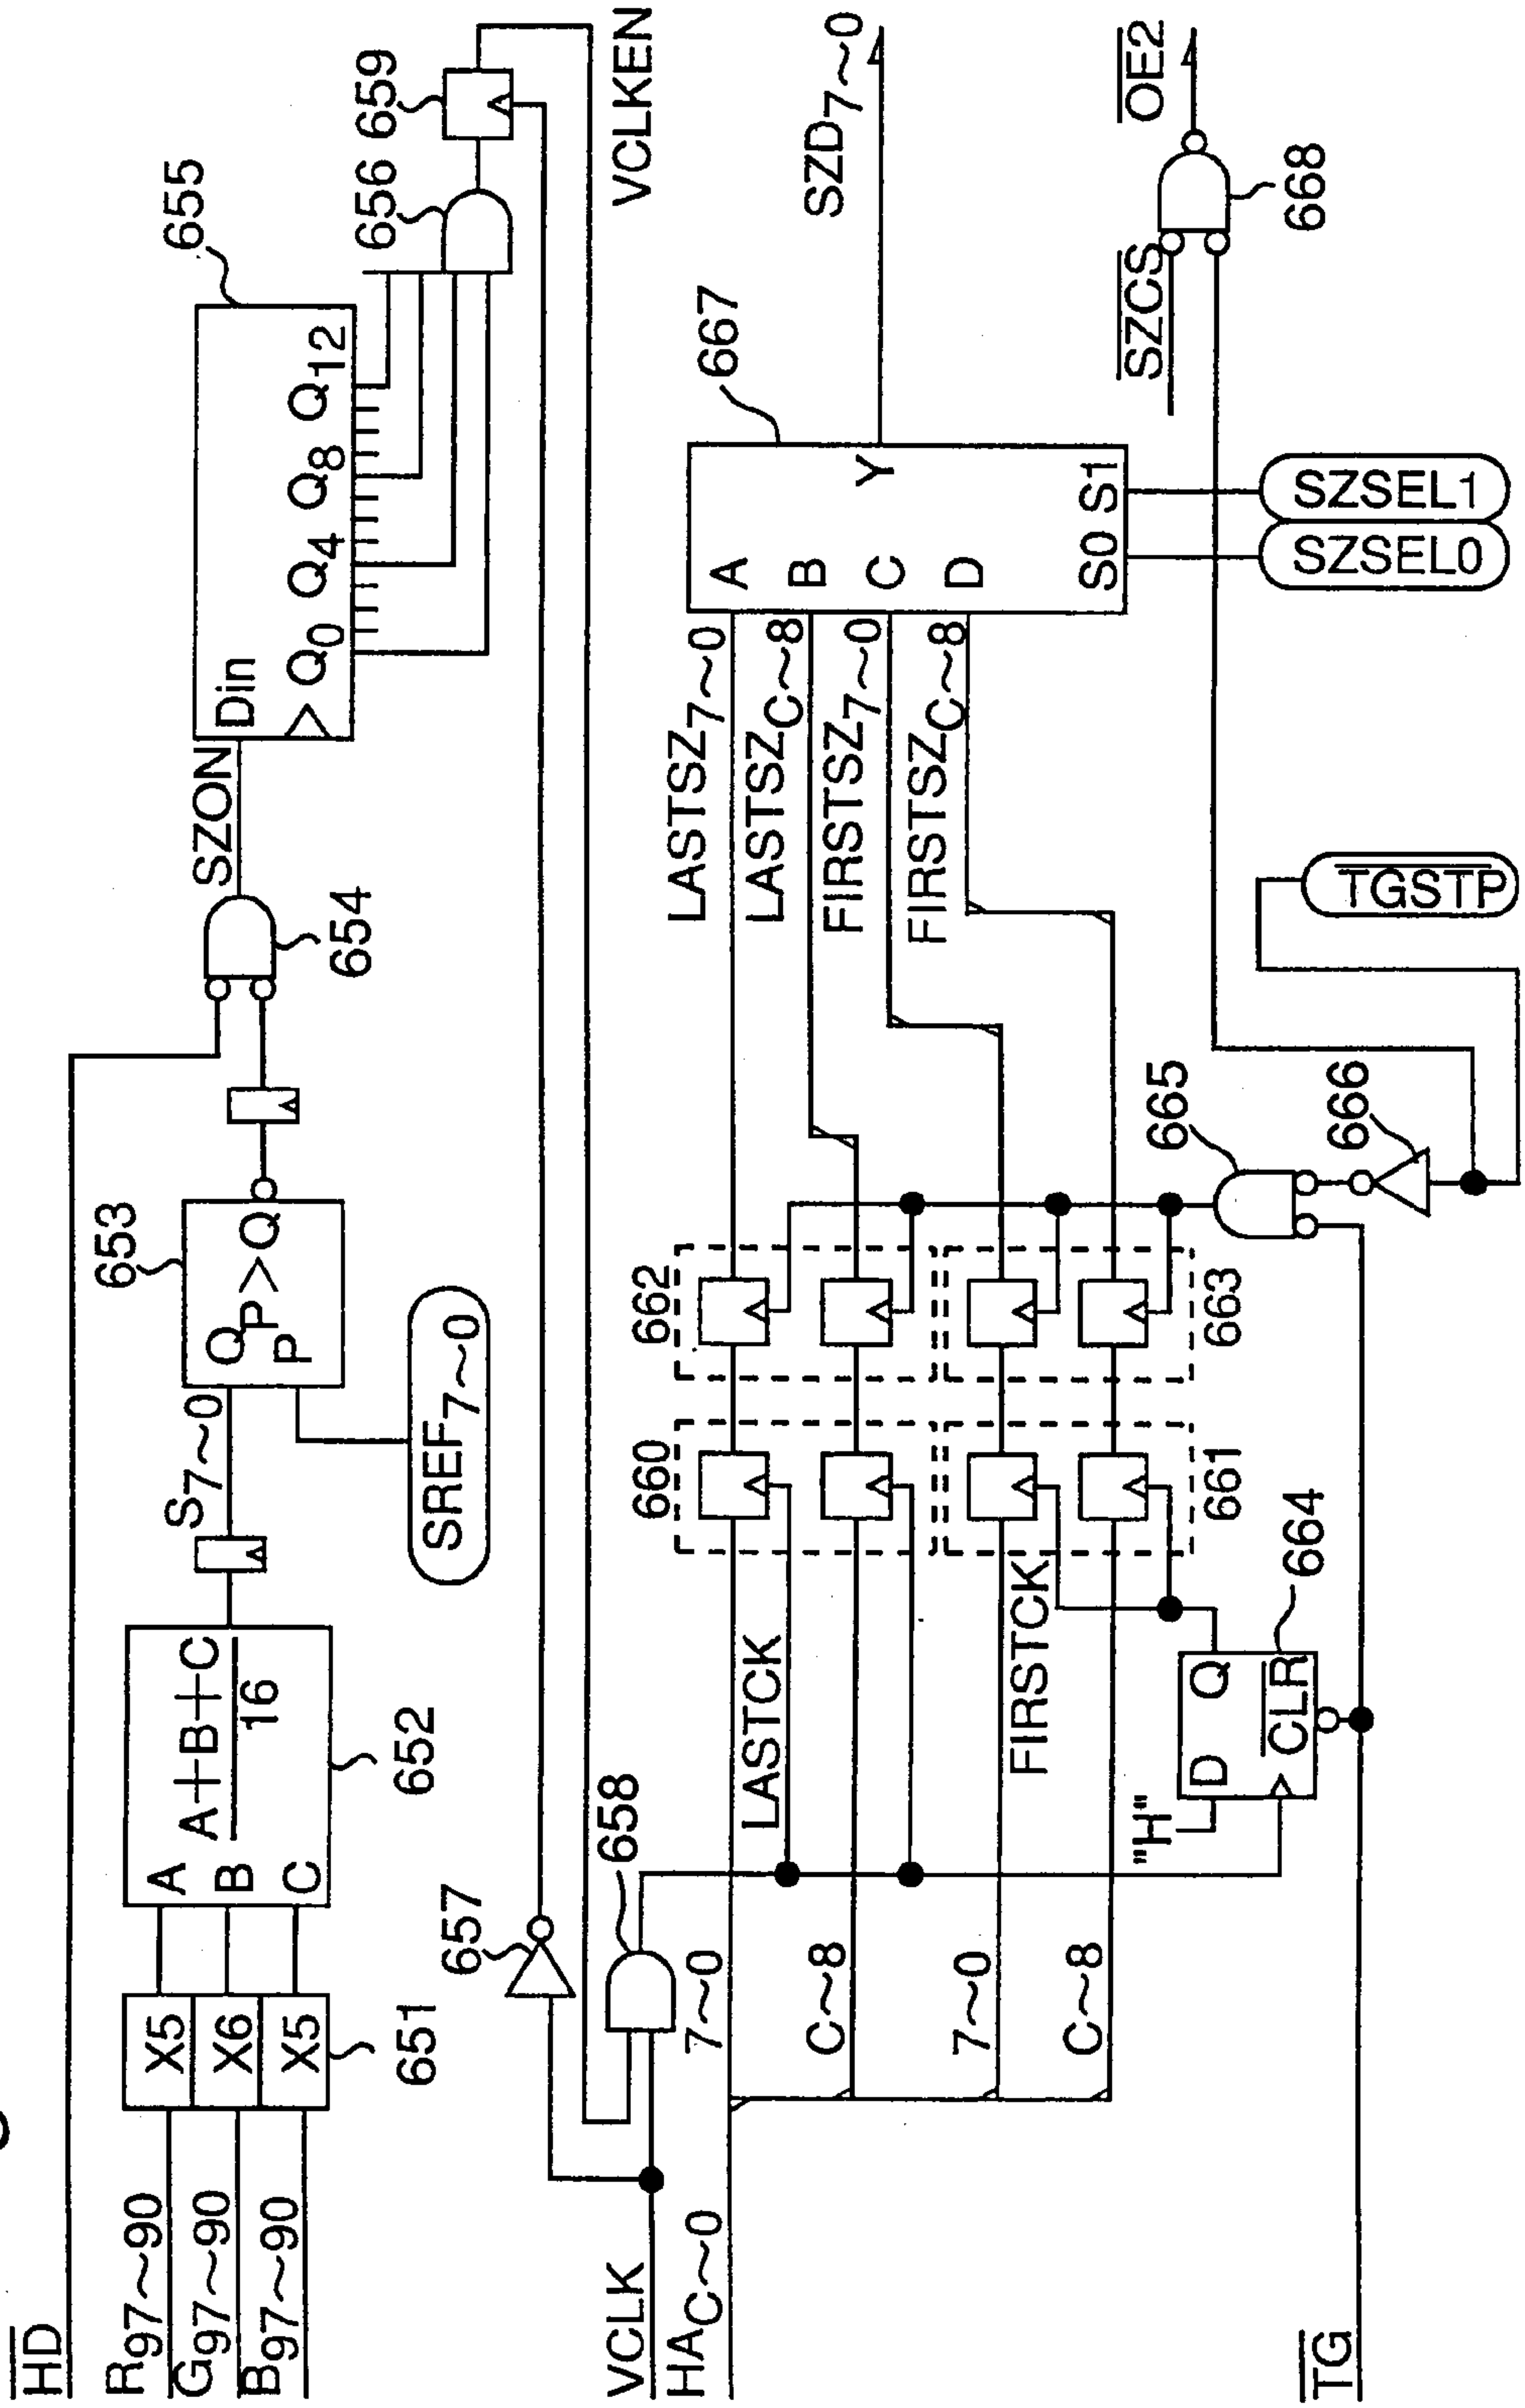 HD
R97~90
G97~90
B97~90
X5
X6
X5
651
A
B
C
A+B+C
16
652
S7~0
SREF7~0
Q
P
P>Q
653
654
SZON
Din
Q0
Q4
Q8
Q12
655
656
659
VCLKEN
657
658
VCLK
HAC~0
7~0
C~8
7~0
C~8
LASTCK
FIRSTCK
660
661
662
663
"H"
D
Q
CLR
664
TG
665
666
TGSTP
LASTSZ7~0
LASTSZC~8
FIRSTSZ7~0
FIRSTSZC~8
A
B
C
D
Y
S0
S1
667
SZSEL0
SZSEL1
SZD7~0
SZCS
668
OE2